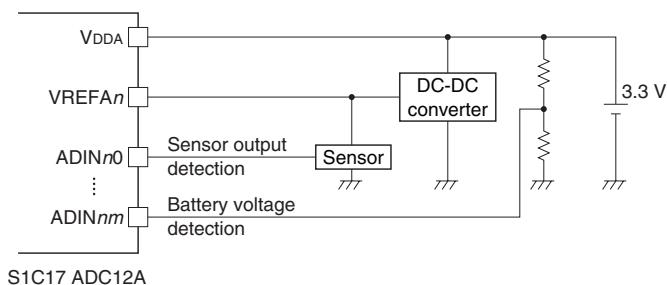 VDDA
VREFAn
DC-DC
converter
3.3 V
ADINn0
Sensor output
detection
Sensor
ADINnm
Battery voltage
detection
S1C17 ADC12A